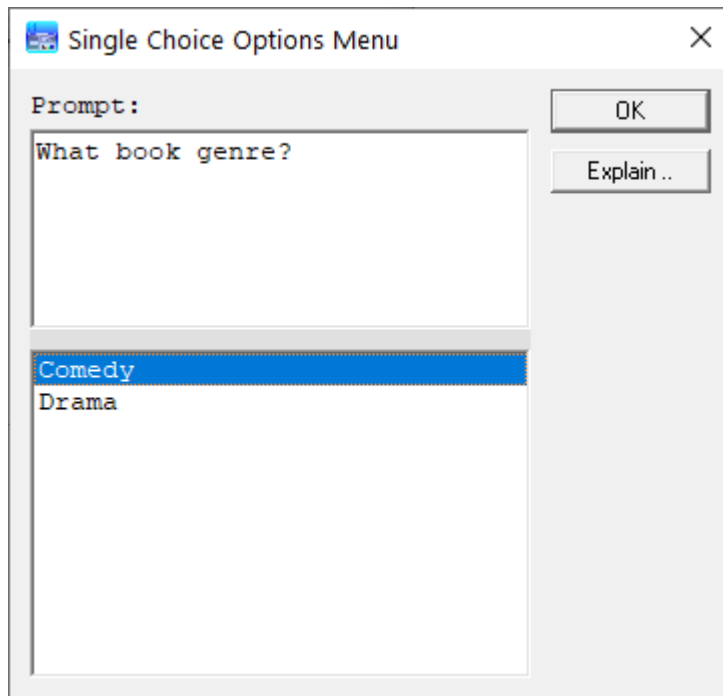 Single Choice Options Menu
Prompt:
OK
What book genre?
Explain ..
Comedy
Drama